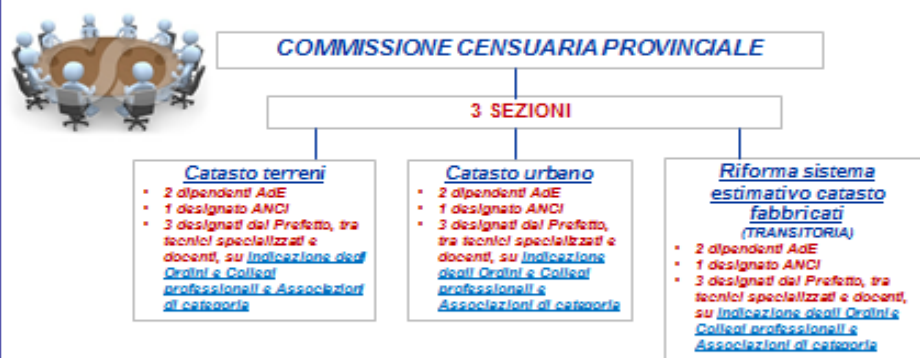 COMMISSIONE CENSUARIA PROVINCIALE
3 SEZIONI
Catasto terreni
• 2 dipendenti AdE
• 1 designato ANCI
• 3 designati dal Prefetto, tra
tecnici specializzati e
docenti, su indicazione degli
Ordini e Collegi
professionali e Associazioni
di categoria
Catasto urbano
• 2 dipendenti AdE
• 1 designato ANCI
• 3 designati dal Prefetto,
tra tecnici specializzati e
docenti, su indicazione
degli Ordini e Collegi
professionali e
Associazioni di categoria
Riforma sistema
estimativo catasto
fabbricati
(TRANSITORIA)
• 2 dipendenti AdE
• 1 designato ANCI
• 3 designati dal Prefetto, tra
tecnici specializzati e docenti,
su indicazione degli Ordini e
Collegi professionali e
Associazioni di categoria